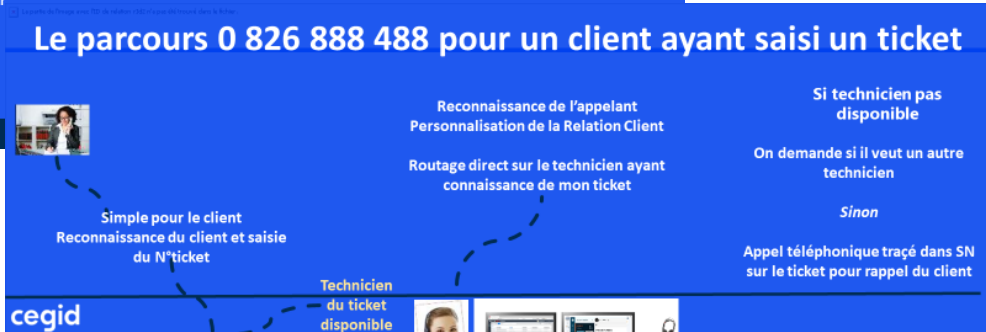 Le parcours 0 826 888 488 pour un client ayant saisi un ticket
Reconnaissance de l'appelant
Personnalisation de la Relation Client
Routage direct sur le technicien ayant
connaissance de mon ticket
Si technicien pas
disponible
On demande si il veut un autre
technicien
Sinon
Appel téléphonique traçé dans SN
sur le ticket pour rappel du client
Simple pour le client
Reconnaissance du client et saisie
du N°ticket
Technicien
du ticket
disponible
cegid